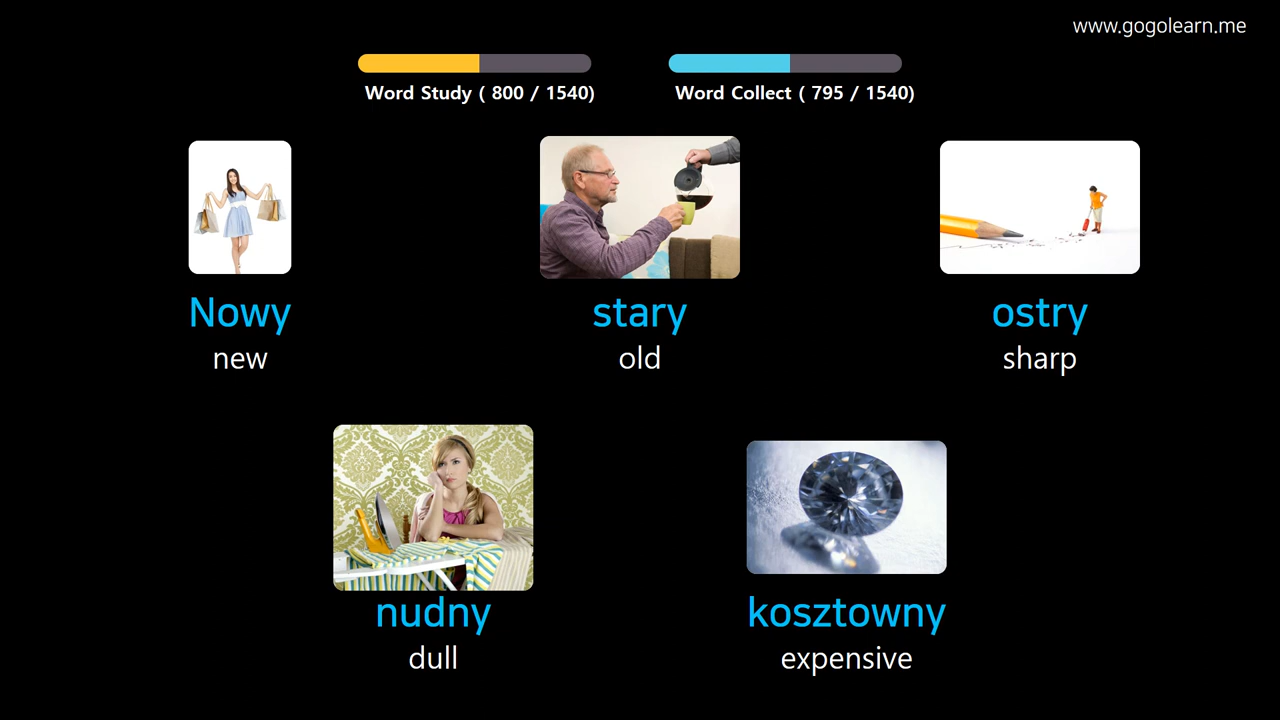 www.gogolearn.me
Word Study ( 800 / 1540)
Word Collect ( 795 / 1540)
Nowy
new
stary
old
ostry
sharp
nudny
dull
kosztowny
expensive